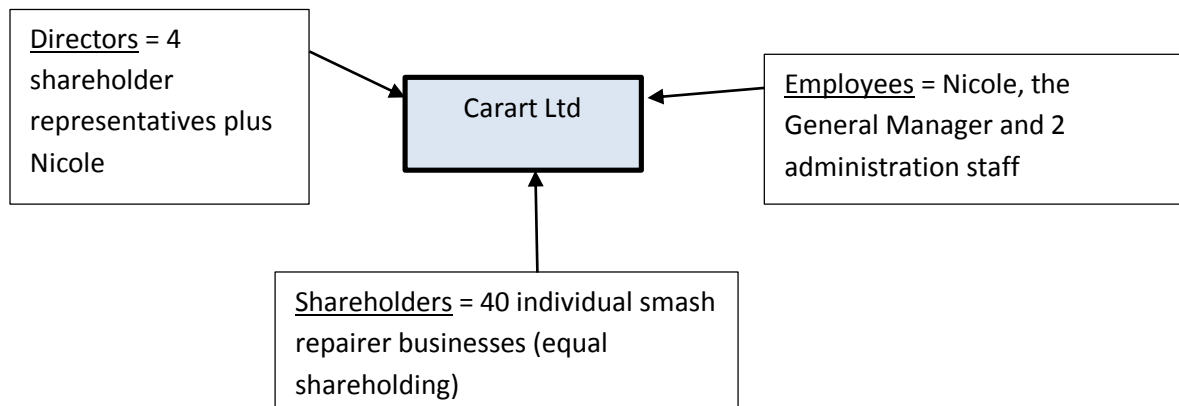 Directors = 4
shareholder
representatives plus
Nicole
Carart Ltd
Employees = Nicole, the
General Manager and 2
administration staff
Shareholders = 40 individual smash
repairer businesses (equal
shareholding)